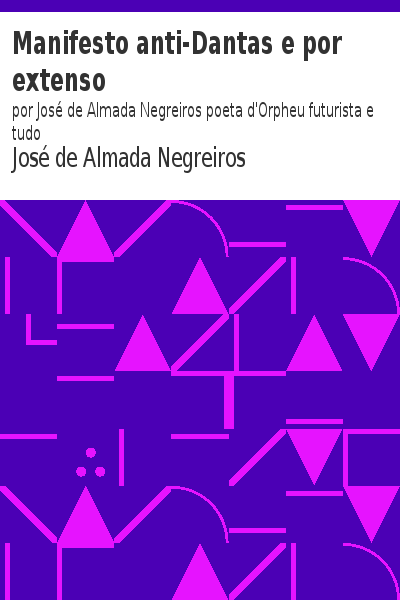 Manifesto anti-Dantas e por
extenso
por José de Almada Negreiros poeta d'Orpheu futurista e
tudo
José de Almada Negreiros